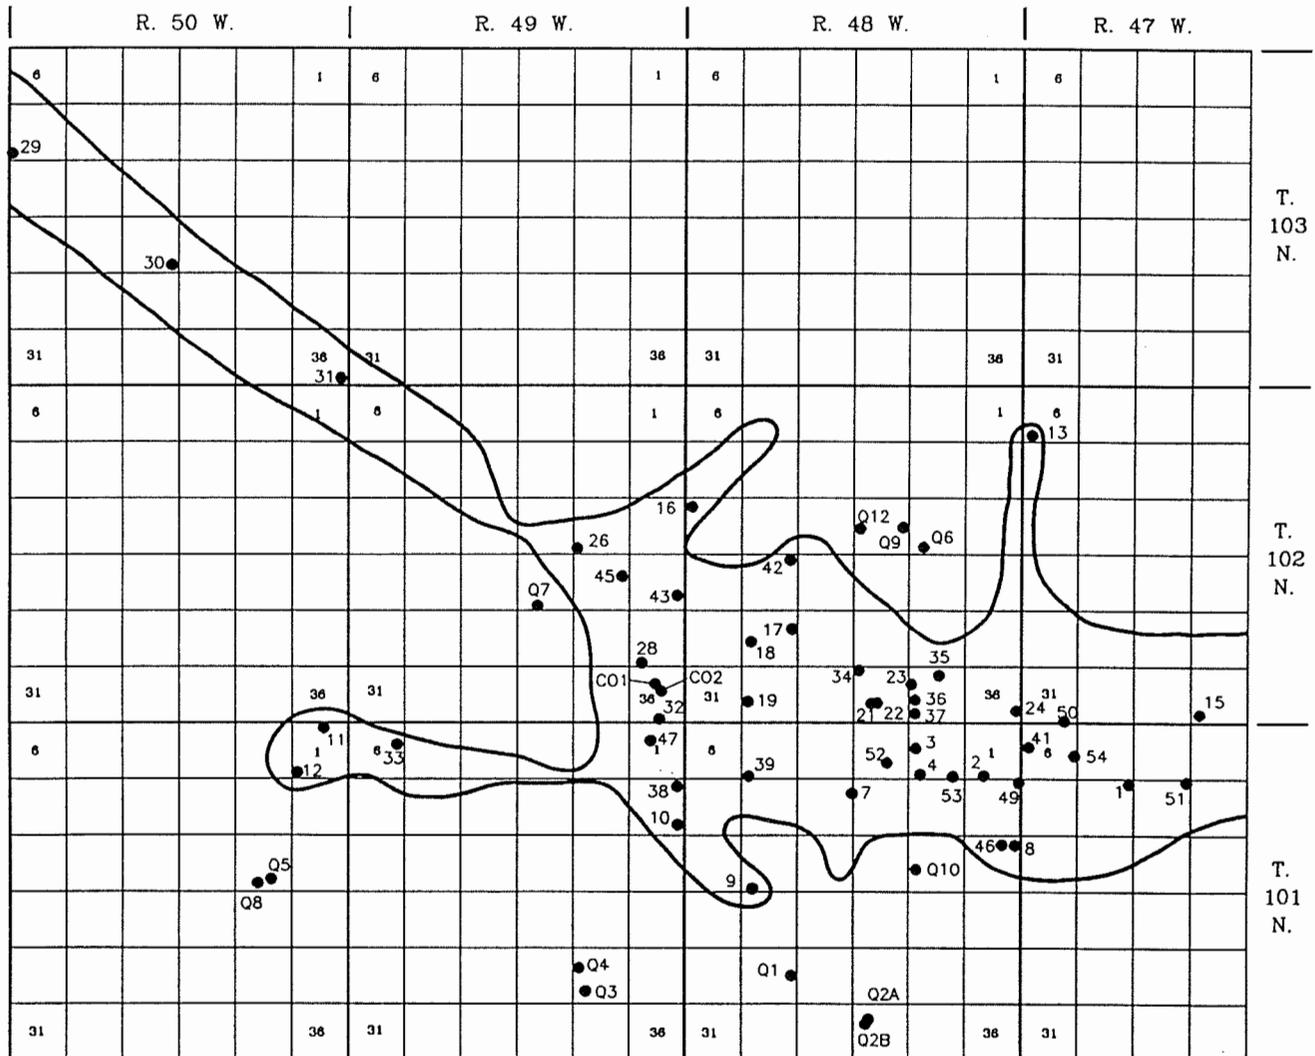 R. 50 W. R. 49 W. R. 48 W. R. 47 W.
6 1 6 1 6 1 6
29
T.
103
N.
30
31 36 31 36 31 36 31
31
6 1 6 1 6 1 6
13
16
Q12
26 Q9 Q6
T.
102
N.
42
45
Q7 43
17
18
28 35
34 23
CO1 CO2
31 36 31 36 31 19 36 36 31
32 21 22 37 24 50 15
11 47 3 41
6 1 6 33 1 6 52 1 6 54
12 39 4 2
38 7 53 49 1 51
10
46 8
Q5 9 Q10
Q8
T.
101
N.
Q4 Q1
Q3
Q2A
31 36 31 36 31 36 31
Q2B